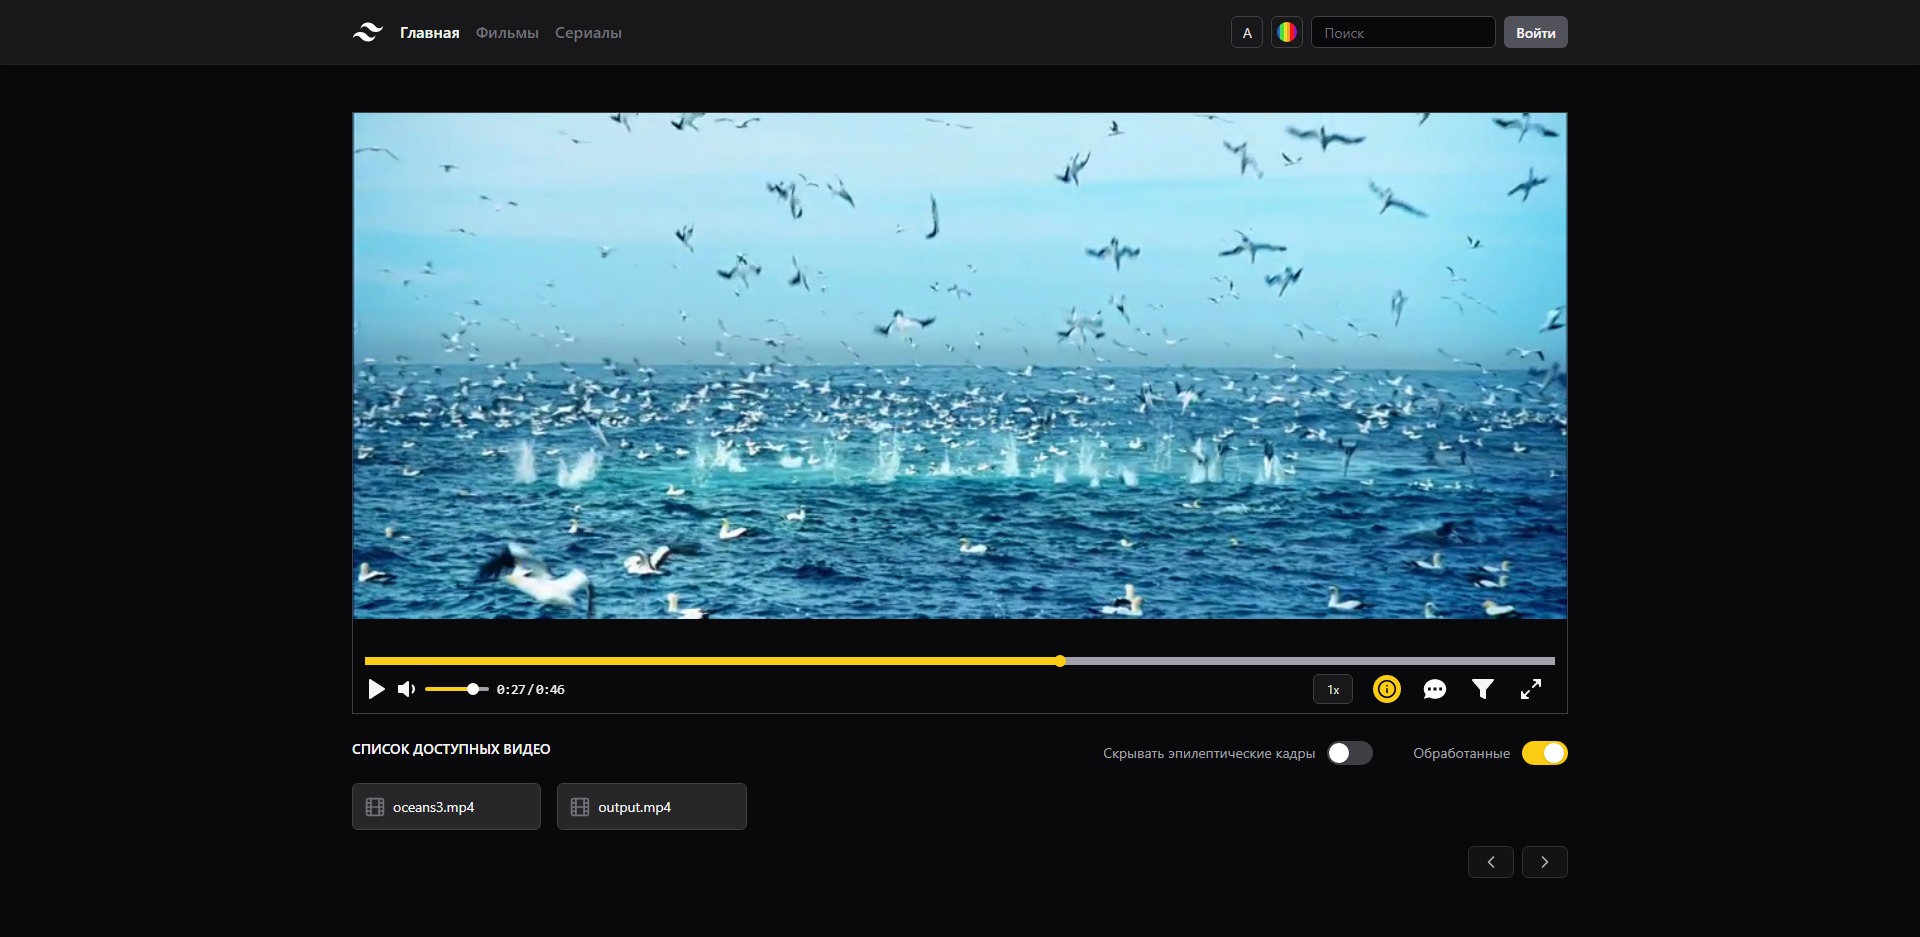 Главная Фильмы Сериалы A Поиск Войти
0:27/0:46 1x
СПИСОК ДОСТУПНЫХ ВИДЕО Скрывать эпилептические кадры Обработанные
oceans3.mp4 output.mp4